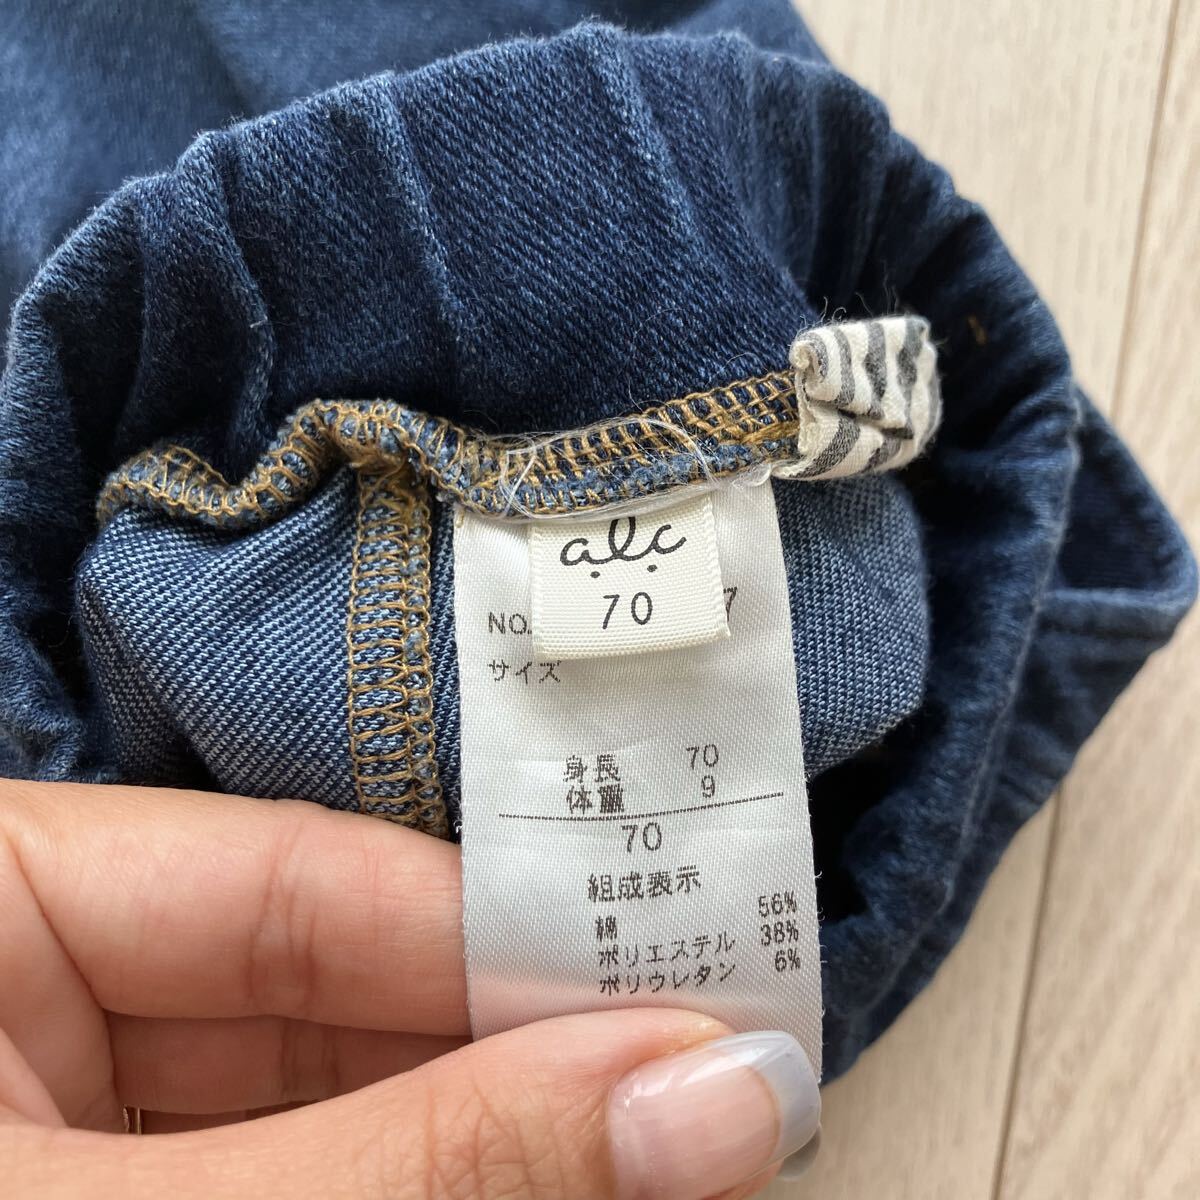 alc
70
NO. 7
サイズ
身長 70
体重 9
70
組成表示
綿 56%
ポリエステル 38%
ポリウレタン 6%